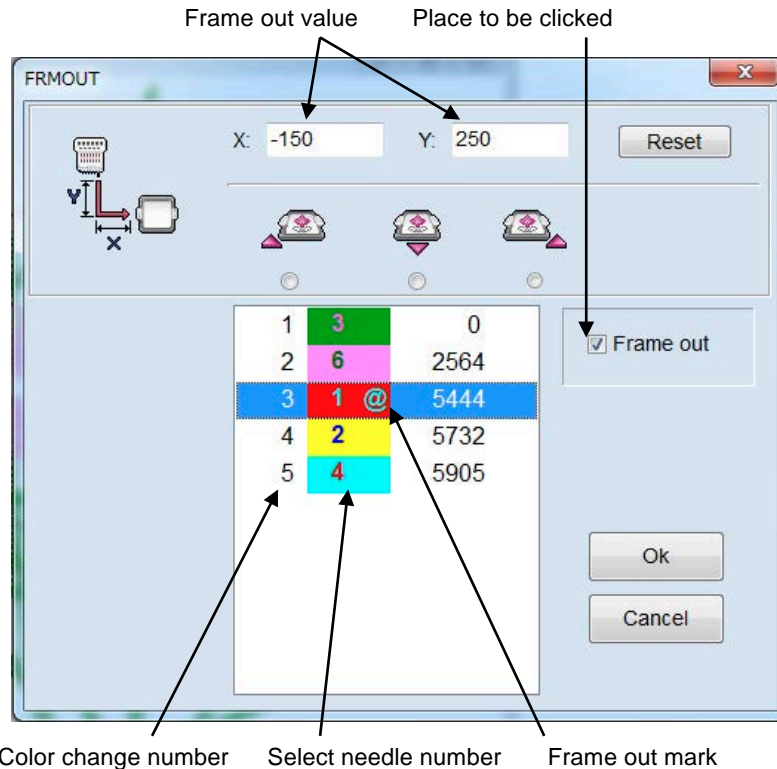 Frame out value Place to be clicked
FRMOUT
X: -150 Y: 250 Reset
Y
X
1 3 0
2 6 2564
3 1 @ 5444
4 2 5732
5 4 5905
Frame out
Ok
Cancel
Color change number Select needle number Frame out mark